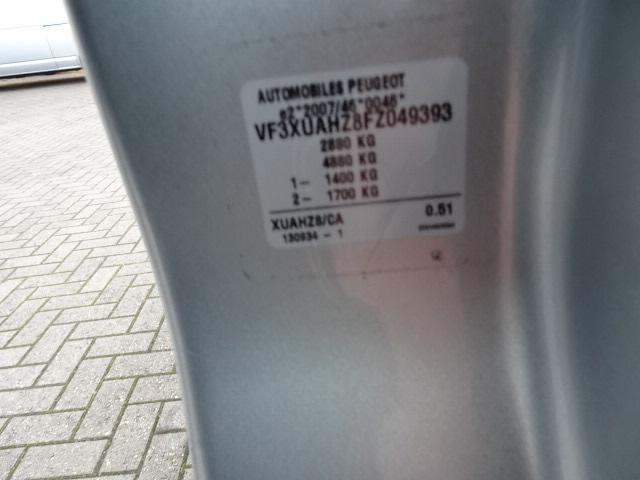 AUTOMOBILES PEUGEOT
e2*2007/46*0046*
VF3XUAHZ8FZ049393
2880 KG
4880 KG
1- 1400 KG
2- 1700 KG
XUAHZ8/CA 0.51
130934 - 1